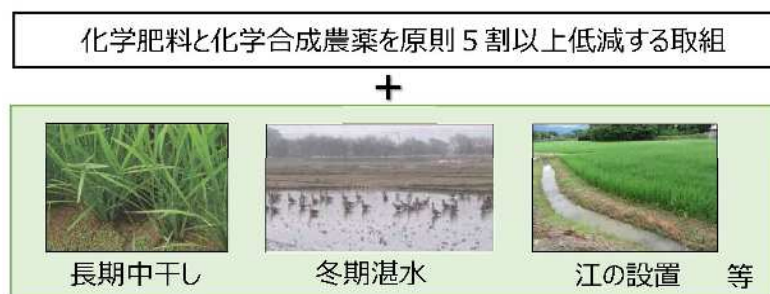 化学肥料と化学合成農薬を原則5割以上低減する取組
+
長期中干し 冬期湛水 江の設置 等